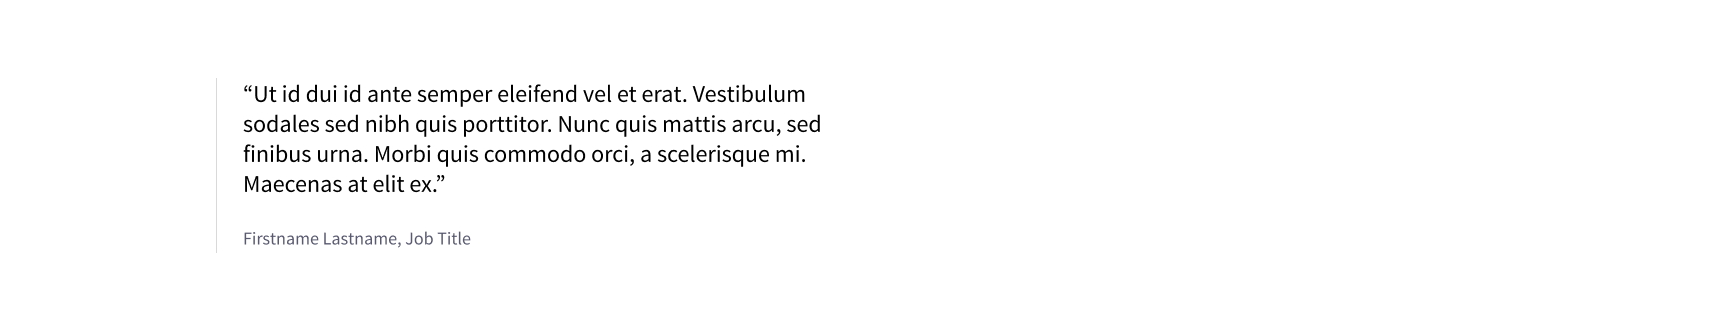 “Ut id dui id ante semper eleifend vel et erat. Vestibulum
sodales sed nibh quis porttitor. Nunc quis mattis arcu, sed
finibus urna. Morbi quis commodo orci, a scelerisque mi.
Maecenas at elit ex.”
Firstname Lastname, Job Title